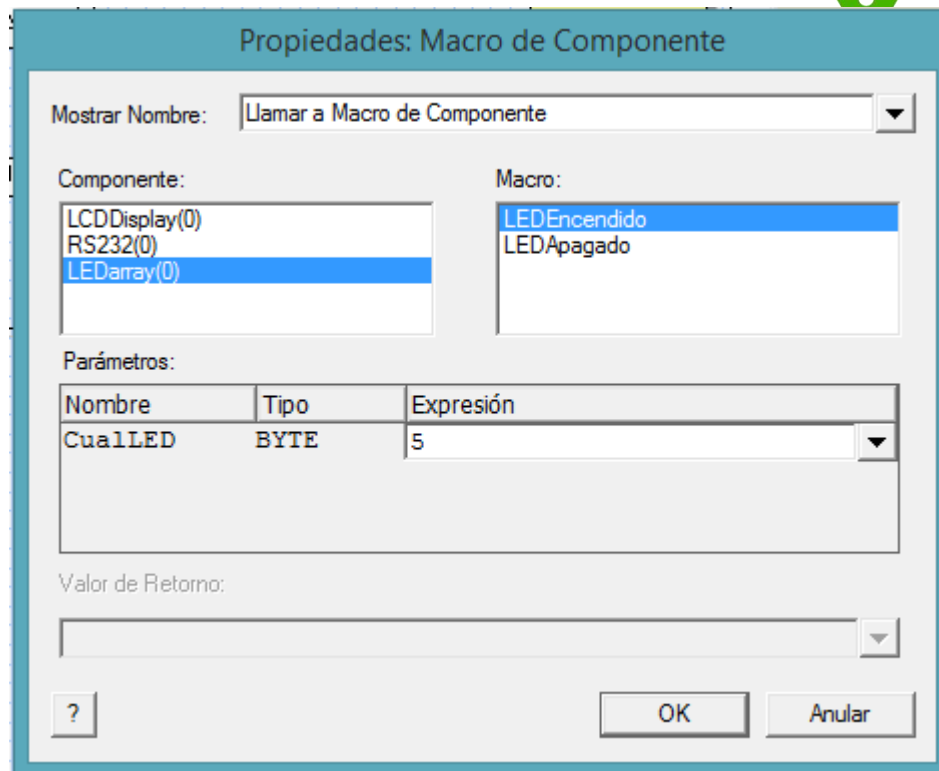 Propiedades: Macro de Componente
Mostrar Nombre: Llamar a Macro de Componente
Componente: Macro:
LCDDisplay(0) LEDEncendido
RS232(0) LEDApagado
LEDarray(0)
Parámetros:
Nombre Tipo Expresión
CualLED BYTE 5
Valor de Retorno:
? OK Anular